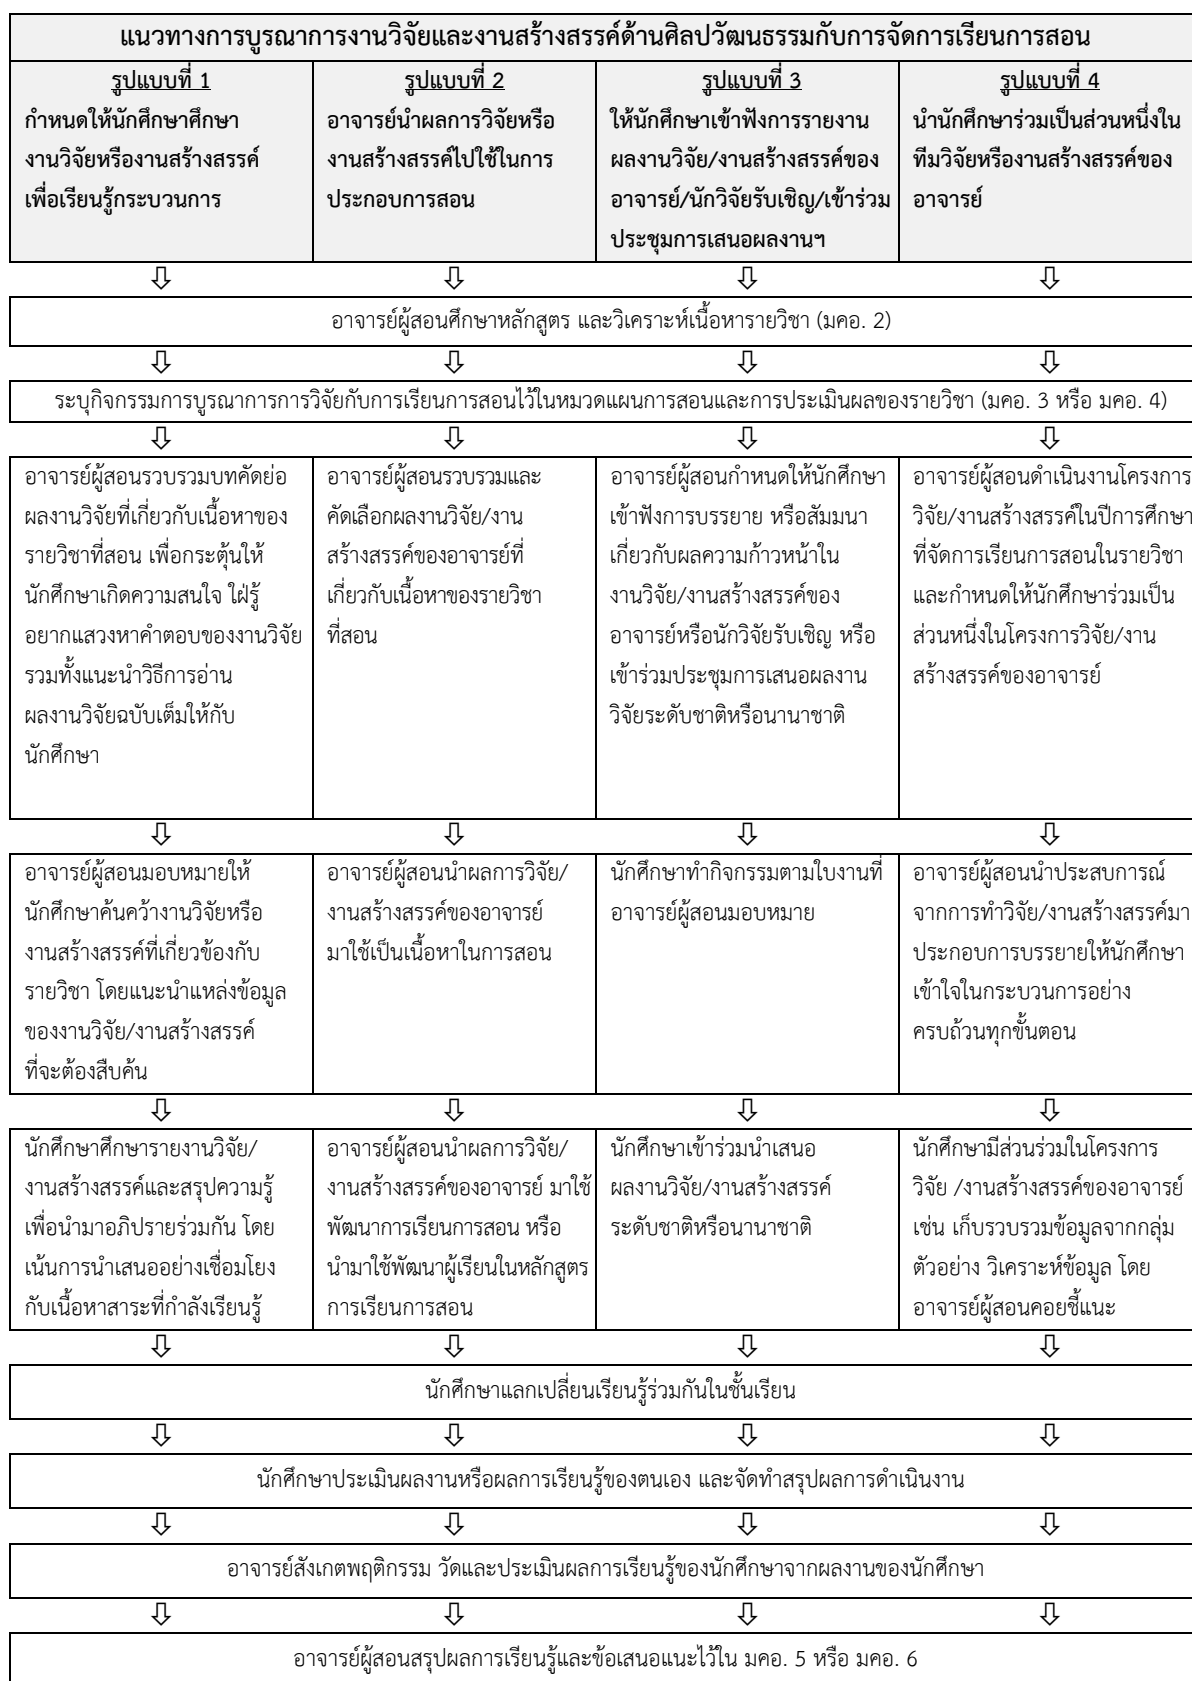 แนวทางการบูรณาการงานวิจัยและงานสร้างสรรค์ด้านศิลปวัฒนธรรมกับการจัดการเรียนการสอน
รูปแบบที่ 1
กำหนดให้นักศึกษาศึกษา
งานวิจัยหรืองานสร้างสรรค์
เพื่อเรียนรู้กระบวนการ
รูปแบบที่ 2
อาจารย์นำผลการวิจัยหรือ
งานสร้างสรรค์ไปใช้ในการ
ประกอบการสอน
รูปแบบที่ 3
ให้นักศึกษาเข้าฟังการรายงาน
ผลงานวิจัย/งานสร้างสรรค์ของ
อาจารย์/นักวิจัยรับเชิญ/เข้าร่วม
ประชุมการเสนอผลงานฯ
รูปแบบที่ 4
นำนักศึกษาร่วมเป็นส่วนหนึ่งใน
ทีมวิจัยหรืองานสร้างสรรค์ของ
อาจารย์
อาจารย์ผู้สอนศึกษาหลักสูตร และวิเคราะห์เนื้อหารายวิชา (มคอ. 2)
ระบุกิจกรรมการบูรณาการการวิจัยกับการเรียนการสอนไว้ในหมวดแผนการสอนและการประเมินผลของรายวิชา (มคอ. 3 หรือ มคอ. 4)
อาจารย์ผู้สอนรวบรวมบทคัดย่อ
ผลงานวิจัยที่เกี่ยวกับเนื้อหาของ
รายวิชาที่สอน เพื่อกระตุ้นให้
นักศึกษาเกิดความสนใจ ใฝ่รู้
อยากแสวงหาคำตอบของงานวิจัย
รวมทั้งแนะนำวิธีการอ่าน
ผลงานวิจัยฉบับเต็มให้กับ
นักศึกษา
อาจารย์ผู้สอนรวบรวมและ
คัดเลือกผลงานวิจัย/งาน
สร้างสรรค์ของอาจารย์ที่
เกี่ยวกับเนื้อหาของรายวิชา
ที่สอน
อาจารย์ผู้สอนกำหนดให้นักศึกษา
เข้าฟังการบรรยาย หรือสัมมนา
เกี่ยวกับผลความก้าวหน้าใน
งานวิจัย/งานสร้างสรรค์ของ
อาจารย์หรือนักวิจัยรับเชิญ หรือ
เข้าร่วมประชุมการเสนอผลงาน
วิจัยระดับชาติหรือนานาชาติ
อาจารย์ผู้สอนดำเนินงานโครงการ
วิจัย/งานสร้างสรรค์ในปีการศึกษา
ที่จัดการเรียนการสอนในรายวิชา
และกำหนดให้นักศึกษาร่วมเป็น
ส่วนหนึ่งในโครงการวิจัย/งาน
สร้างสรรค์ของอาจารย์
อาจารย์ผู้สอนมอบหมายให้
นักศึกษาค้นคว้างานวิจัยหรือ
งานสร้างสรรค์ที่เกี่ยวข้องกับ
รายวิชา โดยแนะนำแหล่งข้อมูล
ของงานวิจัย/งานสร้างสรรค์
ที่จะต้องสืบค้น
อาจารย์ผู้สอนนำผลการวิจัย/
งานสร้างสรรค์ของอาจารย์
มาใช้เป็นเนื้อหาในการสอน
นักศึกษาทำกิจกรรมตามใบงานที่
อาจารย์ผู้สอนมอบหมาย
อาจารย์ผู้สอนนำประสบการณ์
จากการทำวิจัย/งานสร้างสรรค์มา
ประกอบการบรรยายให้นักศึกษา
เข้าใจในกระบวนการอย่าง
ครบถ้วนทุกขั้นตอน
นักศึกษาศึกษารายงานวิจัย/
งานสร้างสรรค์และสรุปความรู้
เพื่อนำมาอภิปรายร่วมกัน โดย
เน้นการนำเสนออย่างเชื่อมโยง
กับเนื้อหาสาระที่กำลังเรียนรู้
อาจารย์ผู้สอนนำผลการวิจัย/
งานสร้างสรรค์ของอาจารย์ มาใช้
พัฒนาการเรียนการสอน หรือ
นำมาใช้พัฒนาผู้เรียนในหลักสูตร
การเรียนการสอน
นักศึกษาเข้าร่วมนำเสนอ
ผลงานวิจัย/งานสร้างสรรค์
ระดับชาติหรือนานาชาติ
นักศึกษามีส่วนร่วมในโครงการ
วิจัย /งานสร้างสรรค์ของอาจารย์
เช่น เก็บรวบรวมข้อมูลจากกลุ่ม
ตัวอย่าง วิเคราะห์ข้อมูล โดย
อาจารย์ผู้สอนคอยชี้แนะ
นักศึกษาแลกเปลี่ยนเรียนรู้ร่วมกันในชั้นเรียน
นักศึกษาประเมินผลงานหรือผลการเรียนรู้ของตนเอง และจัดทำสรุปผลการดำเนินงาน
อาจารย์สังเกตพฤติกรรม วัดและประเมินผลการเรียนรู้ของนักศึกษาจากผลงานของนักศึกษา
อาจารย์ผู้สอนสรุปผลการเรียนรู้และข้อเสนอแนะไว้ใน มคอ. 5 หรือ มคอ. 6